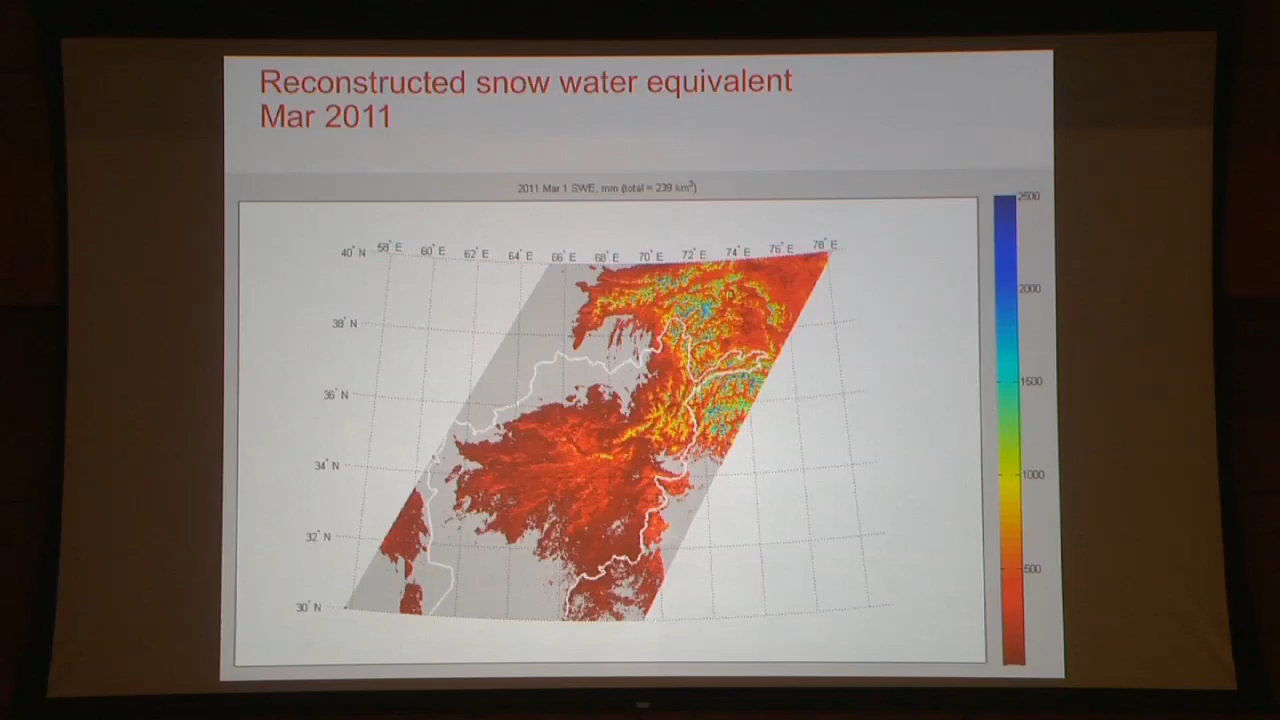 Reconstructed snow water equivalent
Mar 2011
2011 Mar 1 SWE, mm (total = 239 km³)
40° N 58° E 60° E 62° E 64° E 66° E 68° E 70° E 72° E 74° E 76° E 78° E
38° N
36° N
34° N
32° N
30° N
2500
2000
1500
1000
500